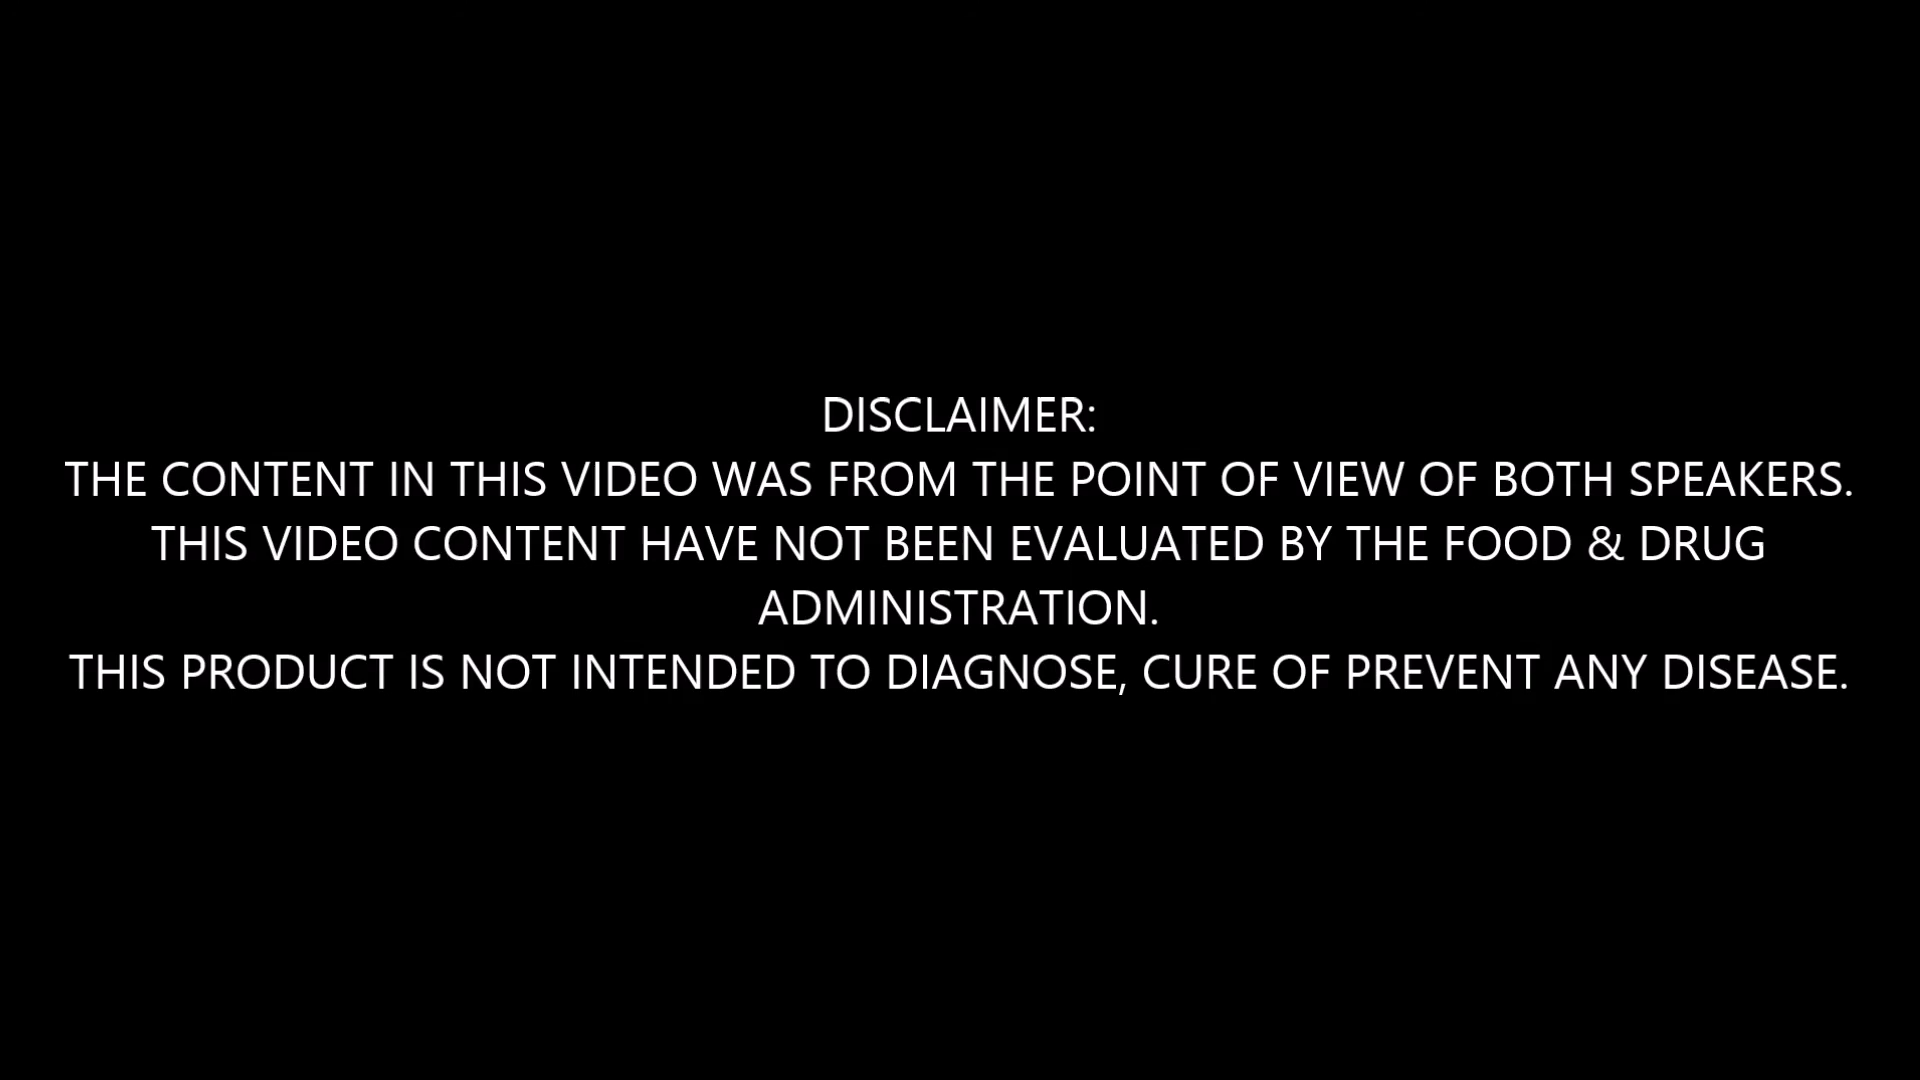 DISCLAIMER:
THE CONTENT IN THIS VIDEO WAS FROM THE POINT OF VIEW OF BOTH SPEAKERS.
THIS VIDEO CONTENT HAVE NOT BEEN EVALUATED BY THE FOOD & DRUG
ADMINISTRATION.
THIS PRODUCT IS NOT INTENDED TO DIAGNOSE, CURE OF PREVENT ANY DISEASE.